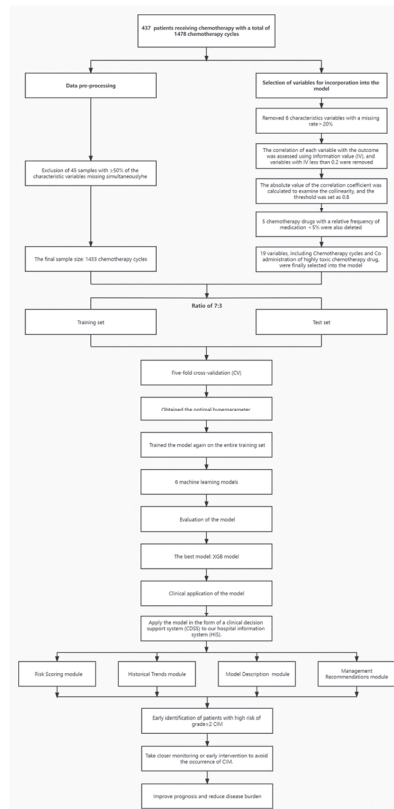 437 patients receiving chemotherapy with a total of
1478 chemotherapy cycles
Data pre-processing
Selection of variables for incorporation into the
model
Removed 6 characteristics variables with a missing
rate>20%
Exclusion of 45 samples with ≥50% of the
characteristic variables missing simultaneouslyhe
The correlation of each variable with the outcome
was assessed using information value (IV), and
variables with IV less than 0.2 were removed
The absolute value of the correlation coefficient was
calculated to examine the collinearity, and the
threshold was set as 0.8
5 chemotherapy drugs with a relative frequency of
medication <5% were also deleted
The final sample size: 1433 chemotherapy cycles
19 variables, including Chemotherapy cycles and Co-
administration of highly toxic chemotherapy drug,
were finally selected into the model
Ratio of 7:3
Training set
Test set
Five-fold cross-validation (CV)
Obtained the optimal hyperparameter
Trained the model again on the entire training set
6 machine learning models
Evaluation of the model
The best model: XGB model
Clinical application of the model
Apply the model in the form of a clinical decision
support system (CDSS) to our hospital information
system (HIS).
Risk Scoring module
Historical Trends module
Model Description module
Management
Recommendations module
Early identification of patients with high risk of
grade≥2 CIM
Take closer monitoring or early intervention to avoid
the occurrence of CIM.
Improve prognosis and reduce disease burden